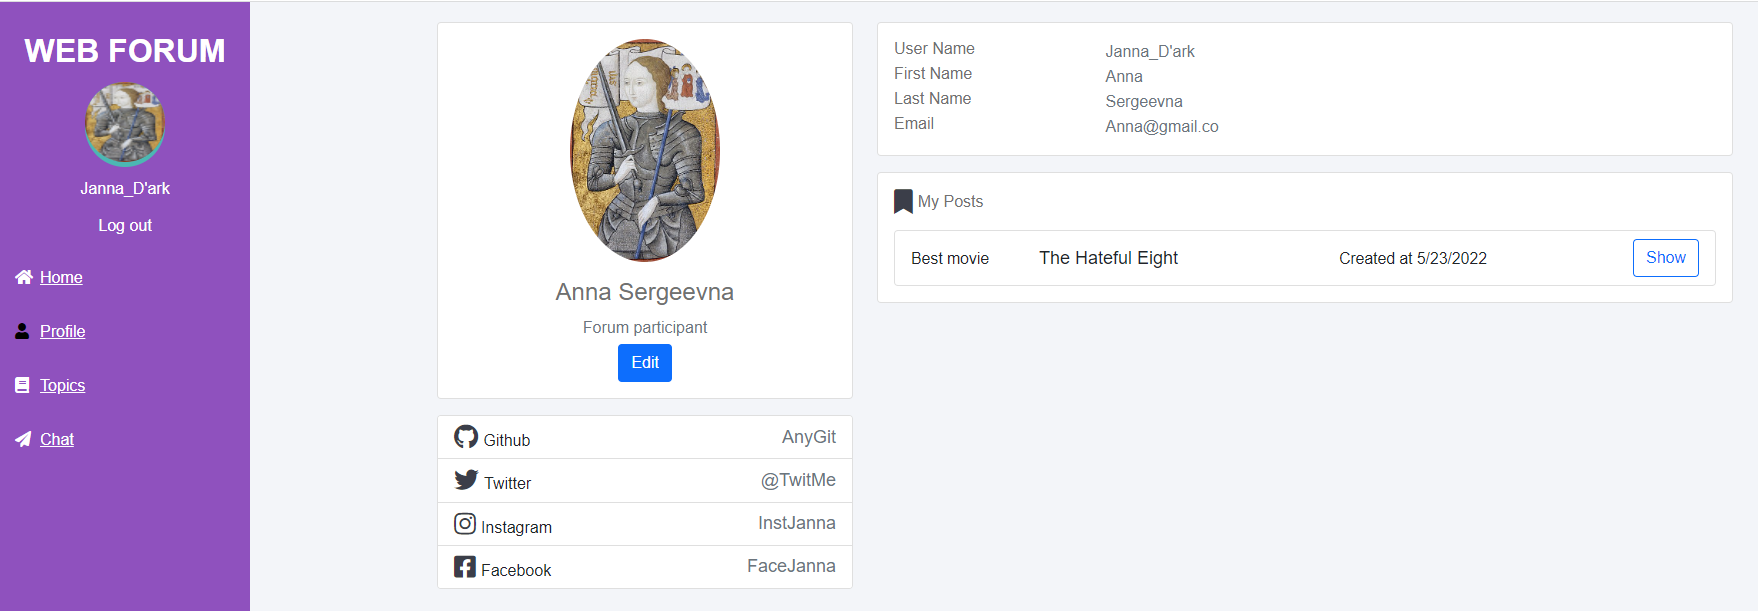 WEB FORUM
Janna_D'ark
Log out
Home
Profile
Topics
Chat
Anna Sergeevna
Forum participant
Edit
Github AnyGit
Twitter @TwitMe
Instagram InstJanna
Facebook FaceJanna
User Name Janna_D'ark
First Name Anna
Last Name Sergeevna
Email Anna@gmail.co
My Posts
Best movie The Hateful Eight Created at 5/23/2022 Show